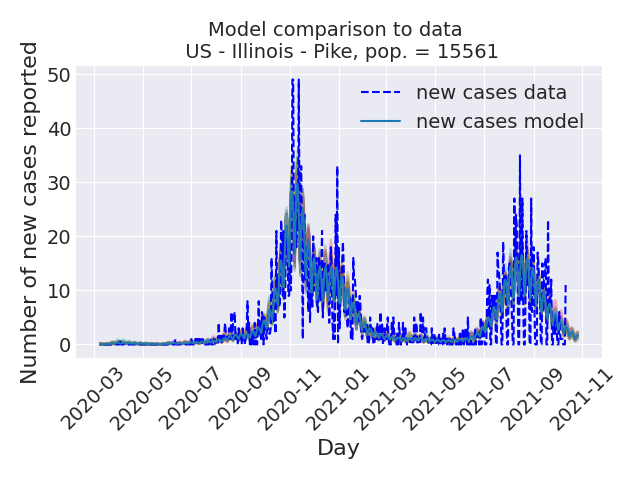 Model comparison to data
US - Illinois - Pike, pop. = 15561
Number of new cases reported
50
40
30
20
10
0
new cases data
new cases model
2020-03
2020-05
2020-07
2020-09
2020-11
2021-01
2021-03
2021-05
2021-07
2021-09
2021-11
Day